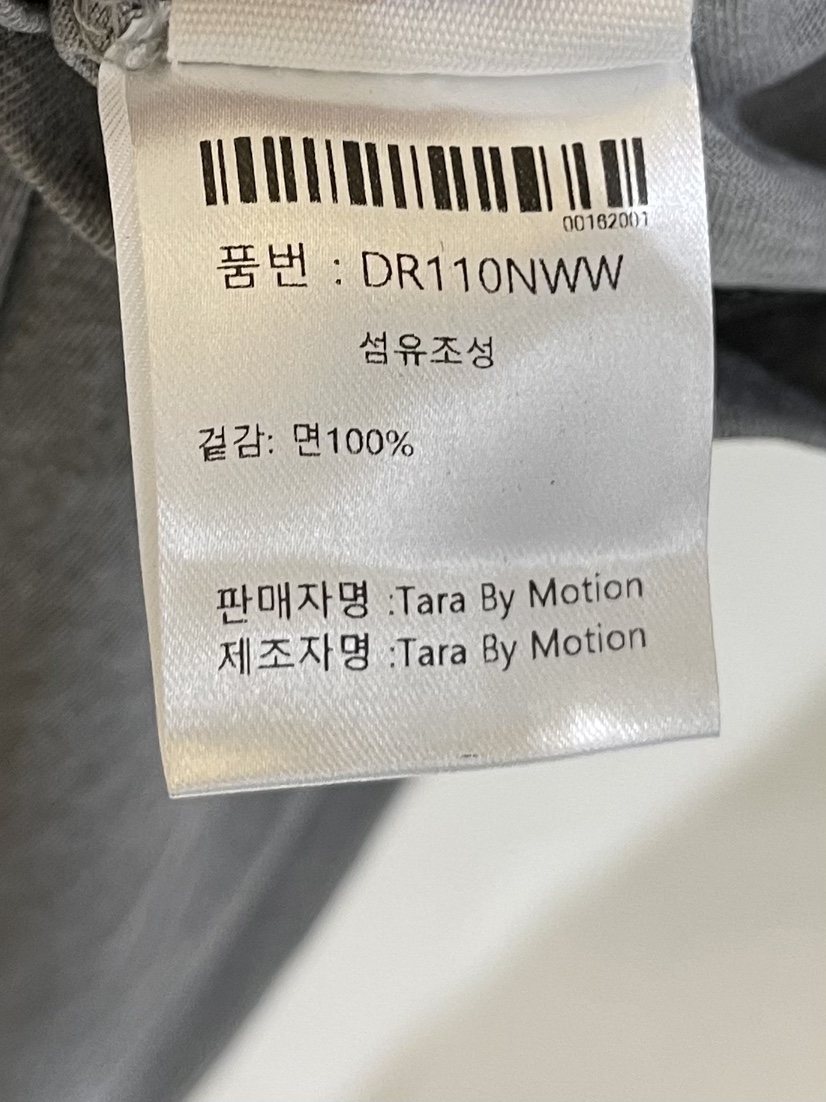 00162001
품번 : DR110NWW
섬유조성
겉감: 면100%
판매자명 :Tara By Motion
제조자명 :Tara By Motion